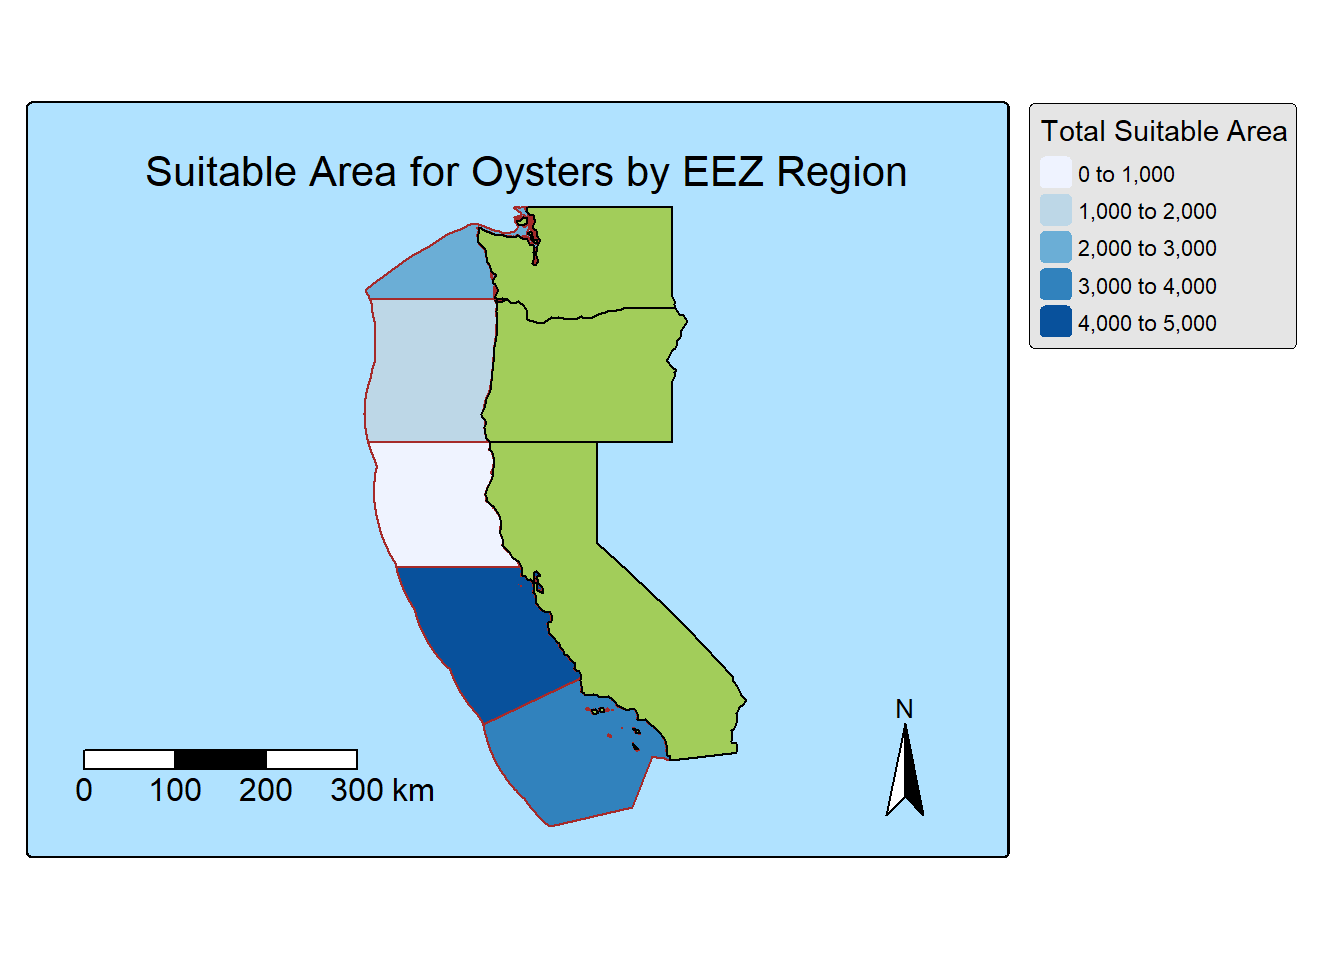 Suitable Area for Oysters by EEZ Region
Total Suitable Area
0 to 1,000
1,000 to 2,000
2,000 to 3,000
3,000 to 4,000
4,000 to 5,000
N
0 100 200 300 km